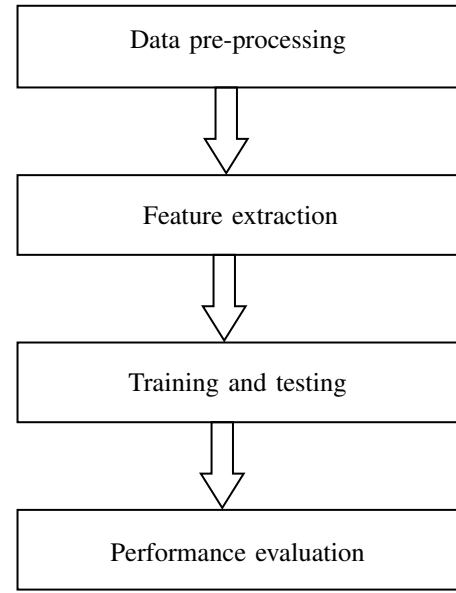 Data pre-processing
Feature extraction
Training and testing
Performance evaluation